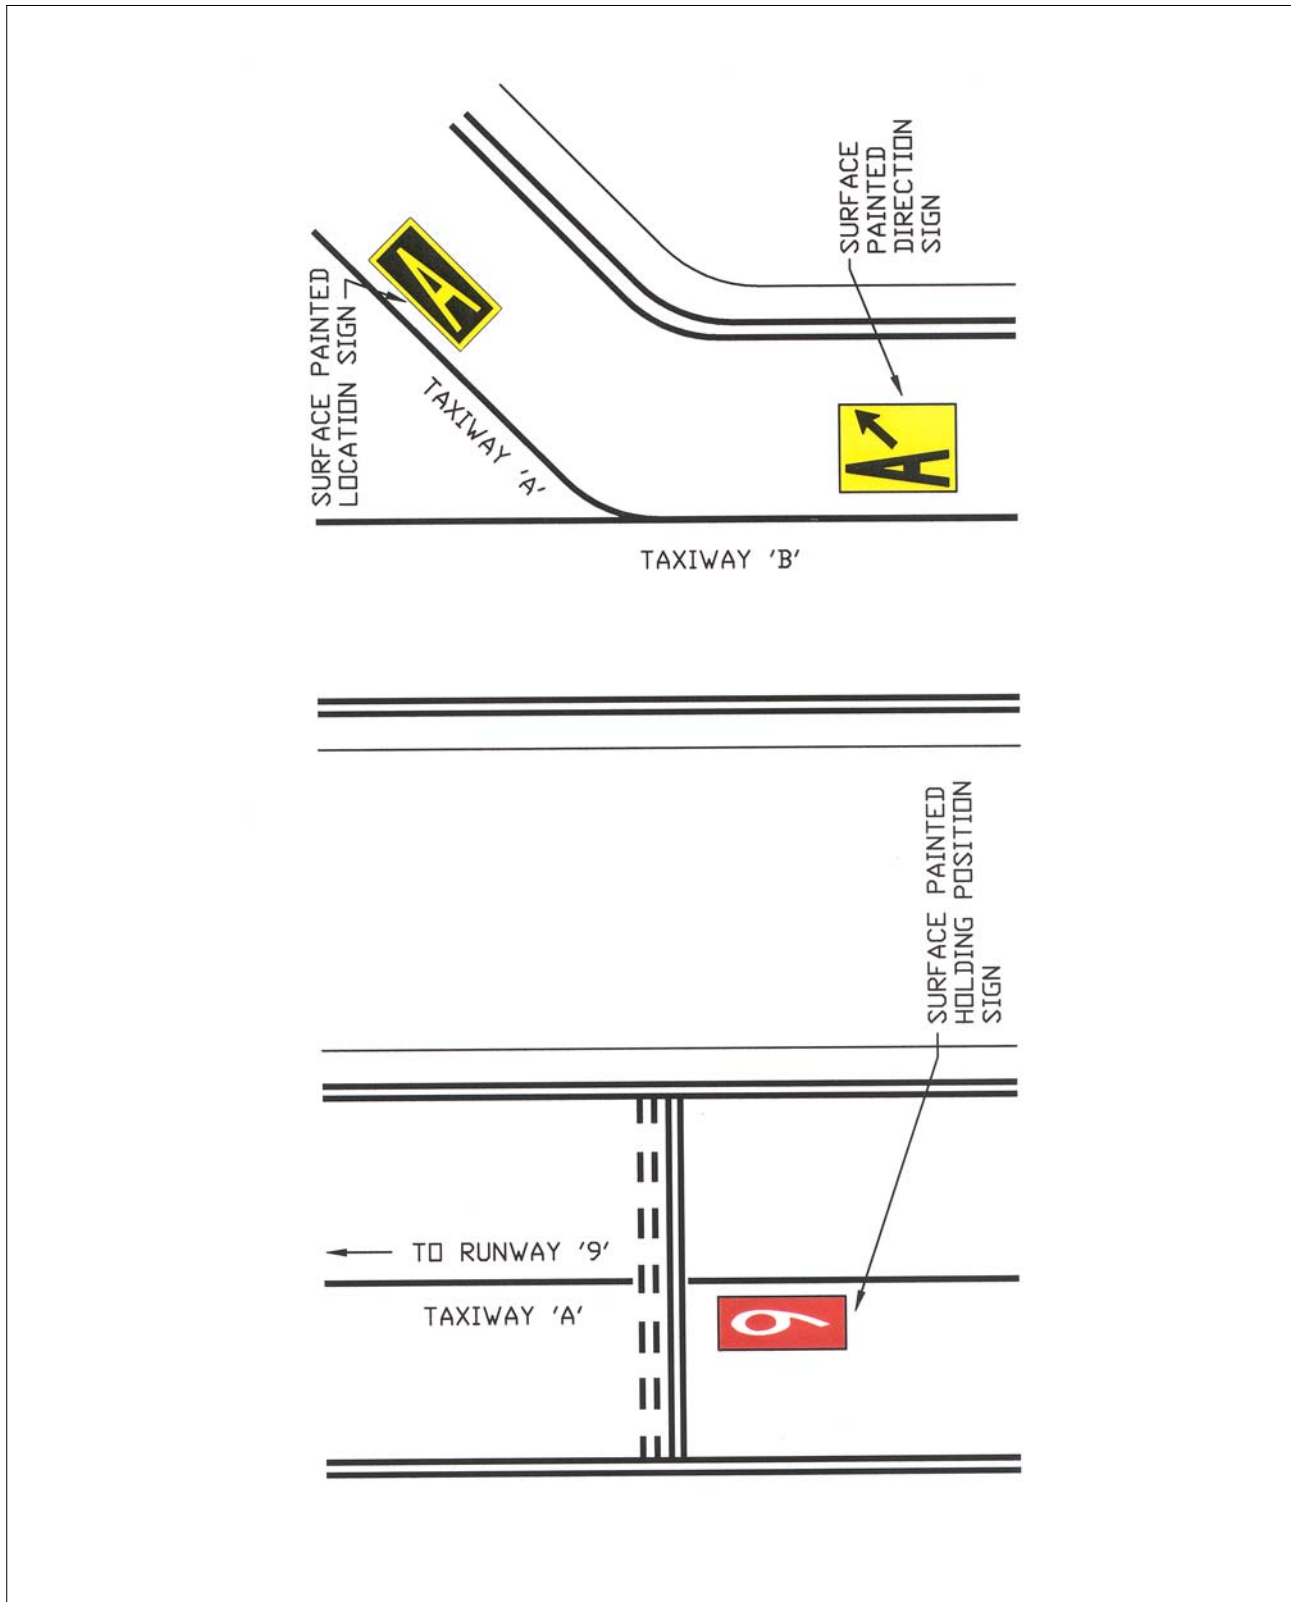 SURFACE PAINTED
LOCATION SIGN
A
TAXIWAY 'A'
SURFACE
PAINTED
DIRECTION
SIGN
A
TAXIWAY 'B'
SURFACE PAINTED
HOLDING POSITION
SIGN
TO RUNWAY '9'
TAXIWAY 'A'
9